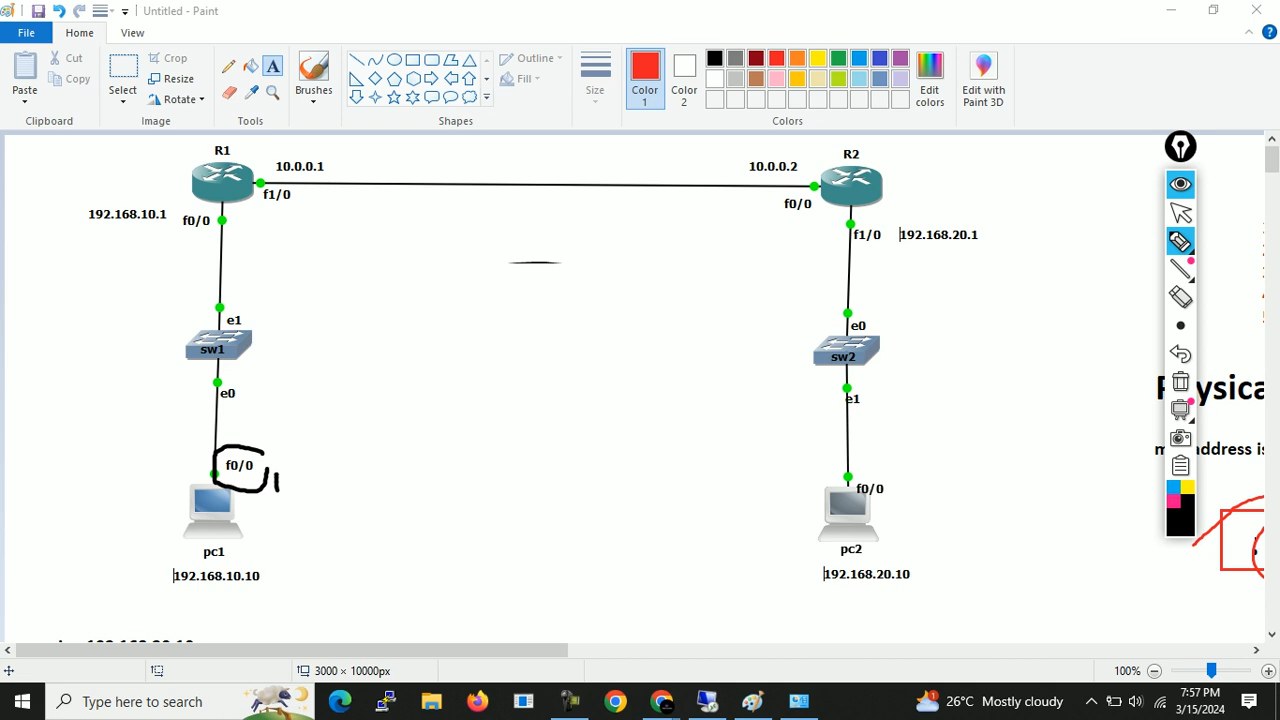 Untitled - Paint
File Home View
Paste
Cut
Copy
Clipboard
Select
Crop
Resize
Rotate
Image
A
Tools
Brushes
Outline
Fill
Shapes
Size
Color 1
Color 2
Edit colors
Colors
Edit with Paint 3D
R1
10.0.0.1
f1/0
192.168.10.1
f0/0
e1
sw1
e0
f0/0
pc1
192.168.10.10
10.0.0.2
R2
f0/0
f1/0
192.168.20.1
e0
sw2
e1
f0/0
pc2
192.168.20.10
address is
3000 × 10000px
100%
Type here to search
26°C Mostly cloudy
7:57 PM
3/15/2024